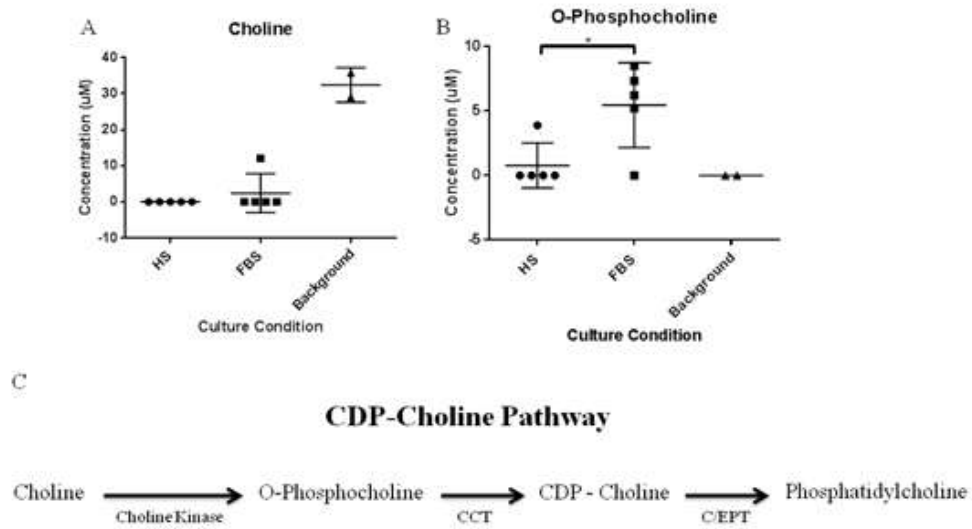 A
Choline
Concentration (uM)
40
30
20
10
0
-10
HS
FBS
Background
Culture Condition
B
O-Phosphocholine
*
Concentration (uM)
10
5
0
-5
HS
FBS
Background
Culture Condition
C
CDP-Choline Pathway
Choline
Choline Kinase
O-Phosphocholine
CCT
CDP - Choline
C/EPT
Phosphatidylcholine